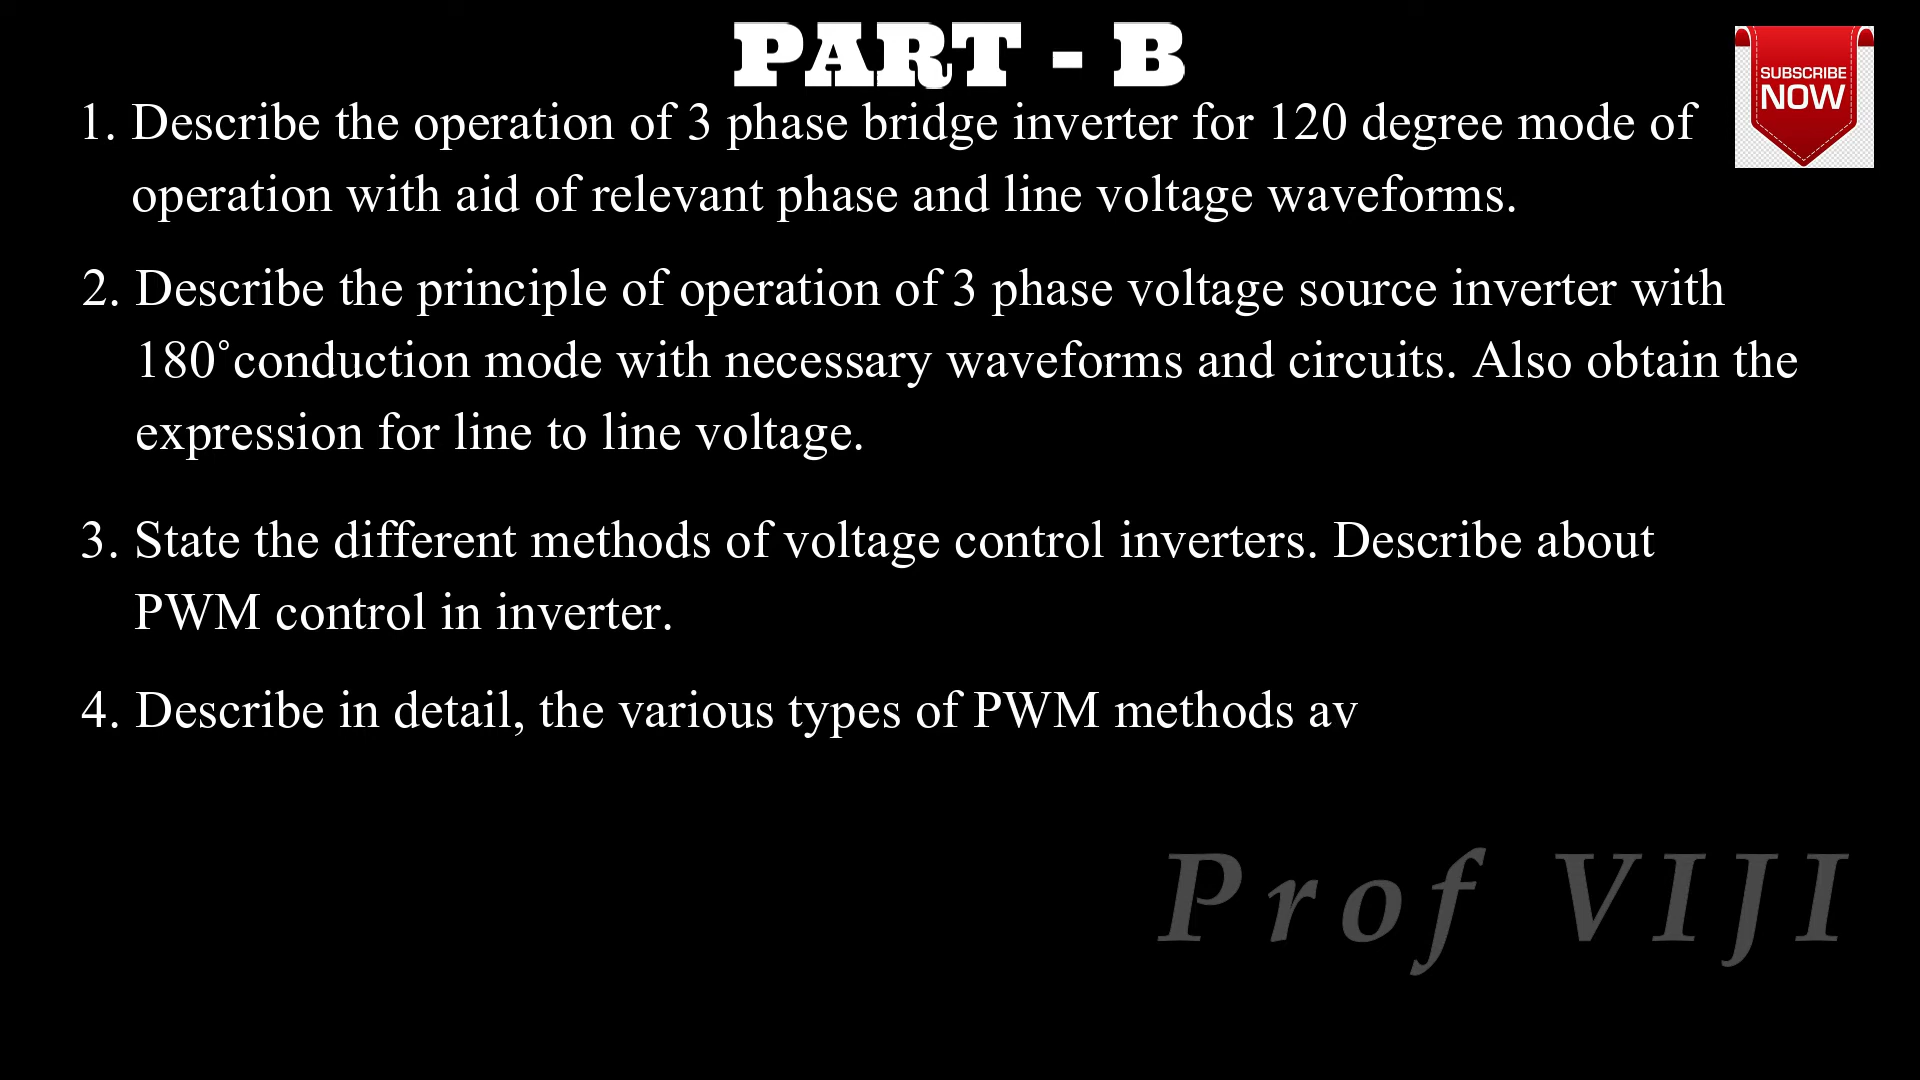 PART - B
SUBSCRIBE
NOW
1. Describe the operation of 3 phase bridge inverter for 120 degree mode of
operation with aid of relevant phase and line voltage waveforms.
2. Describe the principle of operation of 3 phase voltage source inverter with
180˚conduction mode with necessary waveforms and circuits. Also obtain the
expression for line to line voltage.
3. State the different methods of voltage control inverters. Describe about
PWM control in inverter.
4. Describe in detail, the various types of PWM methods av
Prof VIJI